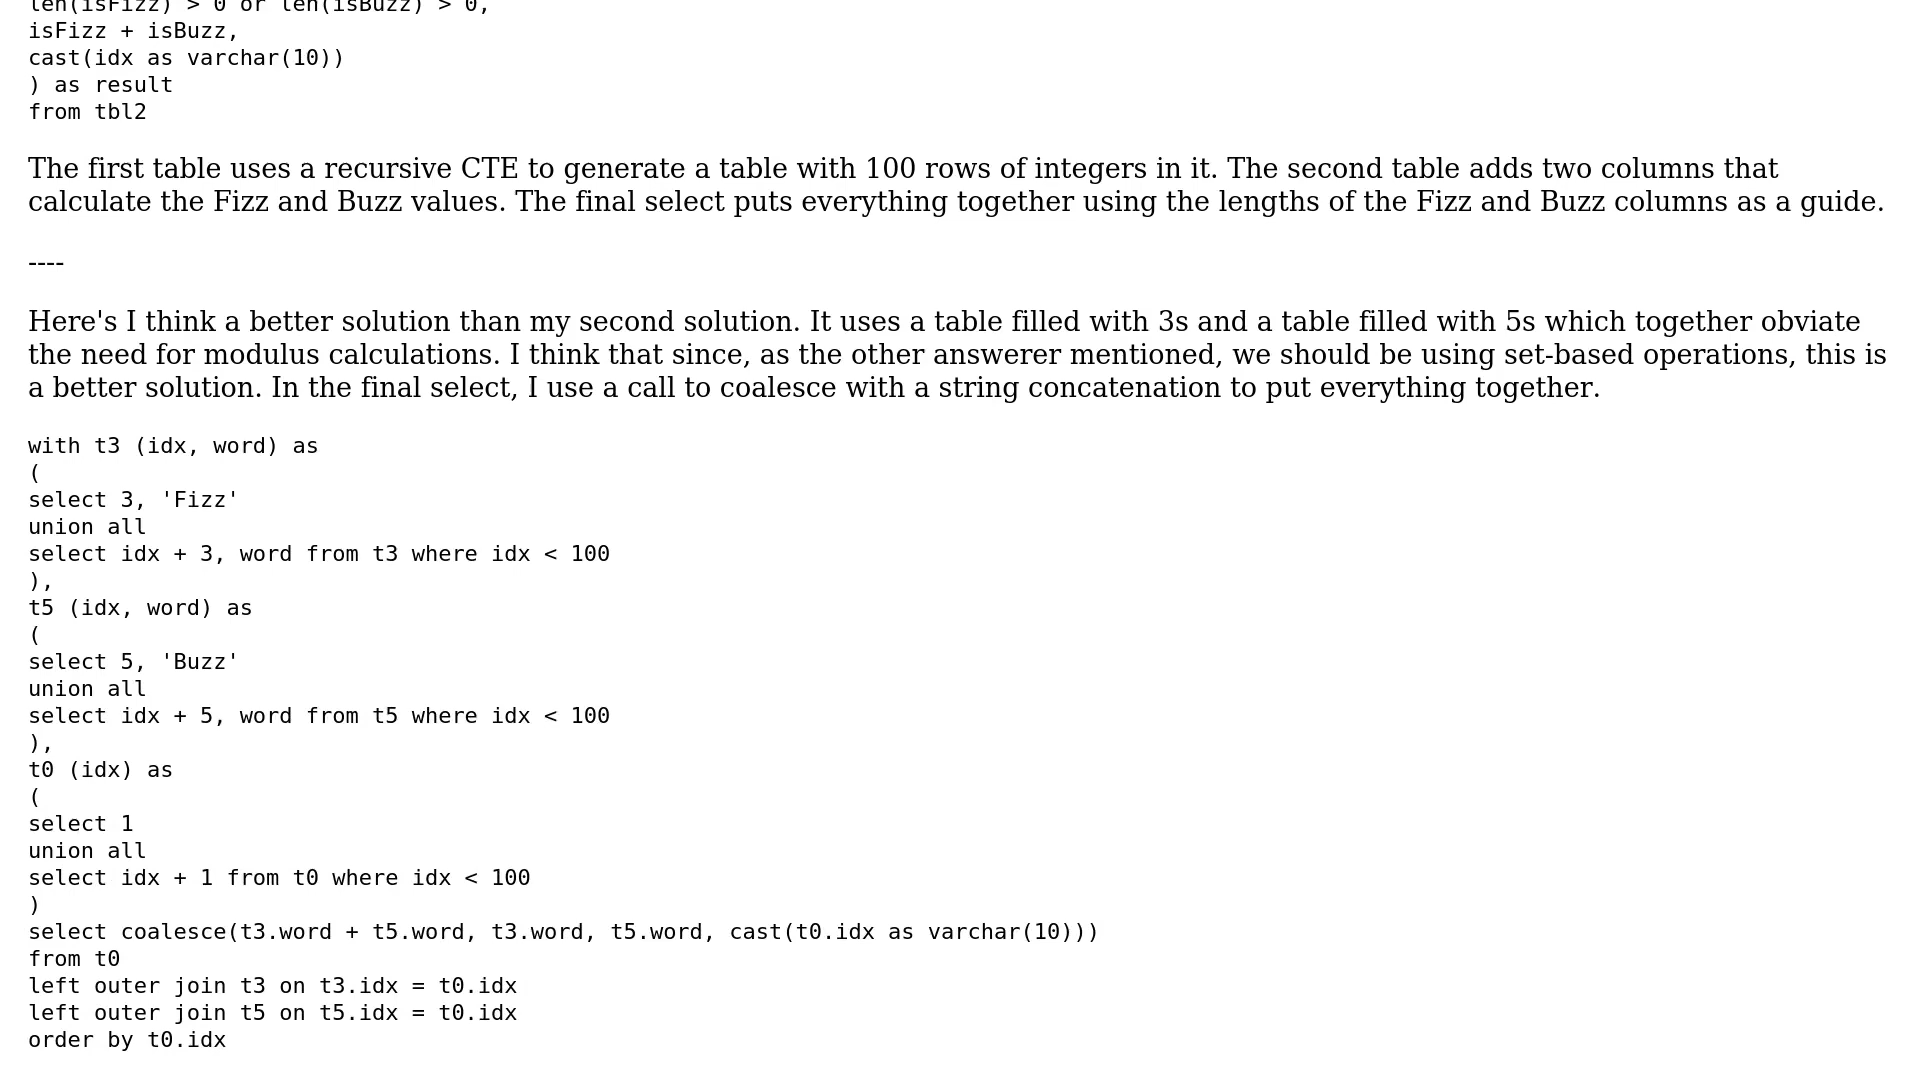 len(isFizz) > 0 or len(isBuzz) > 0,
isFizz + isBuzz,
cast(idx as varchar(10))
) as result
from tbl2
The first table uses a recursive CTE to generate a table with 100 rows of integers in it. The second table adds two columns that
calculate the Fizz and Buzz values. The final select puts everything together using the lengths of the Fizz and Buzz columns as a guide.
----
Here's I think a better solution than my second solution. It uses a table filled with 3s and a table filled with 5s which together obviate
the need for modulus calculations. I think that since, as the other answerer mentioned, we should be using set-based operations, this is
a better solution. In the final select, I use a call to coalesce with a string concatenation to put everything together.
with t3 (idx, word) as
(
select 3, 'Fizz'
union all
select idx + 3, word from t3 where idx < 100
),
t5 (idx, word) as
(
select 5, 'Buzz'
union all
select idx + 5, word from t5 where idx < 100
),
t0 (idx) as
(
select 1
union all
select idx + 1 from t0 where idx < 100
)
select coalesce(t3.word + t5.word, t3.word, t5.word, cast(t0.idx as varchar(10)))
from t0
left outer join t3 on t3.idx = t0.idx
left outer join t5 on t5.idx = t0.idx
order by t0.idx